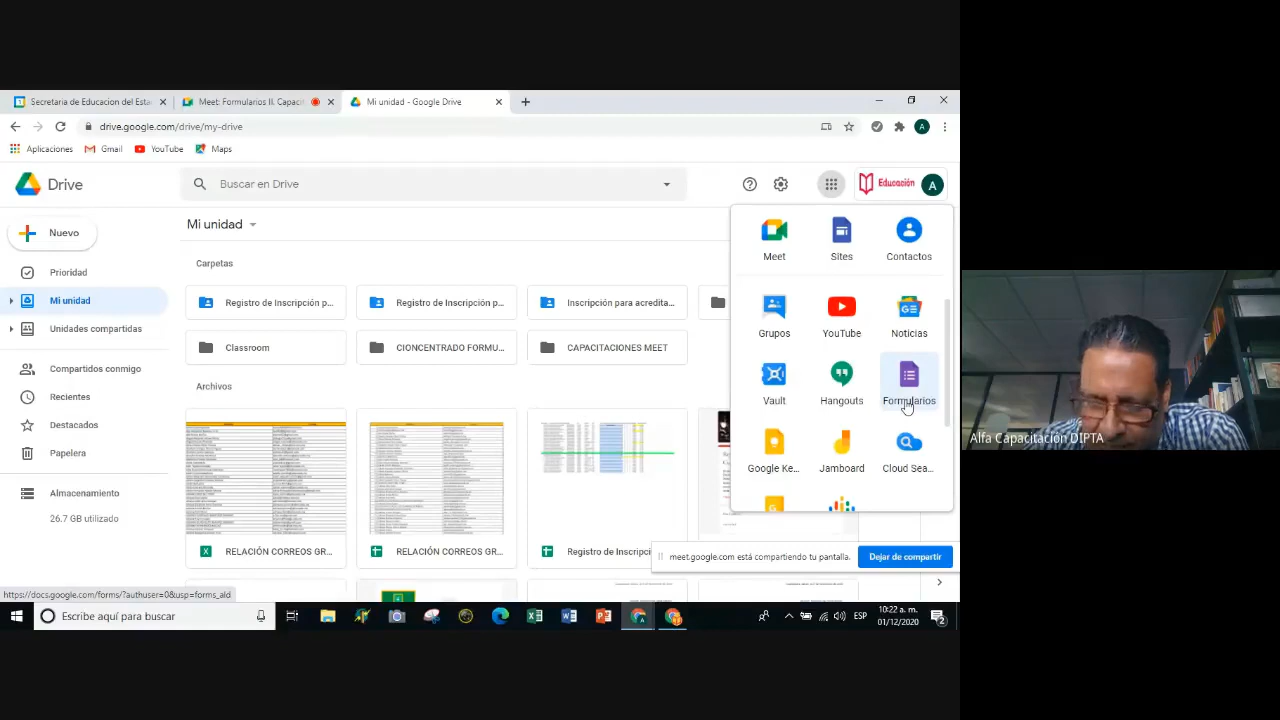 Secretaria de Educacion del Esta
Meet: Formularios II. Capaci
Mi unidad - Google Drive
drive.google.com/drive/my-drive
Aplicaciones
Gmail
YouTube
Maps
Drive
Buscar en Drive
Educación
A
Nuevo
Mi unidad
Prioridad
Mi unidad
Unidades compartidas
Compartidos conmigo
Recientes
Destacados
Papelera
Almacenamiento
26.7 GB utilizado
Carpetas
Registro de Inscripción p...
Registro de Inscripción p...
Inscripción para acredita...
Classroom
CIONCENTRADO FORMU...
CAPACITACIONES MEET
Archivos
RELACIÓN CORREOS GR...
RELACIÓN CORREOS GR...
Registro de Inscripci
Meet
Sites
Contactos
Grupos
YouTube
Noticias
Vault
Hangouts
Formularios
Google Ke...
Jamboard
Cloud Sea...
meet.google.com está compartiendo tu pantalla.
Dejar de compartir
https://docs.google.com/forms/?authuser=0&usp=forms_ald
Escribe aquí para buscar
ESP
10:22 a. m.
01/12/2020
2
Alfa Capacitación DIPTA